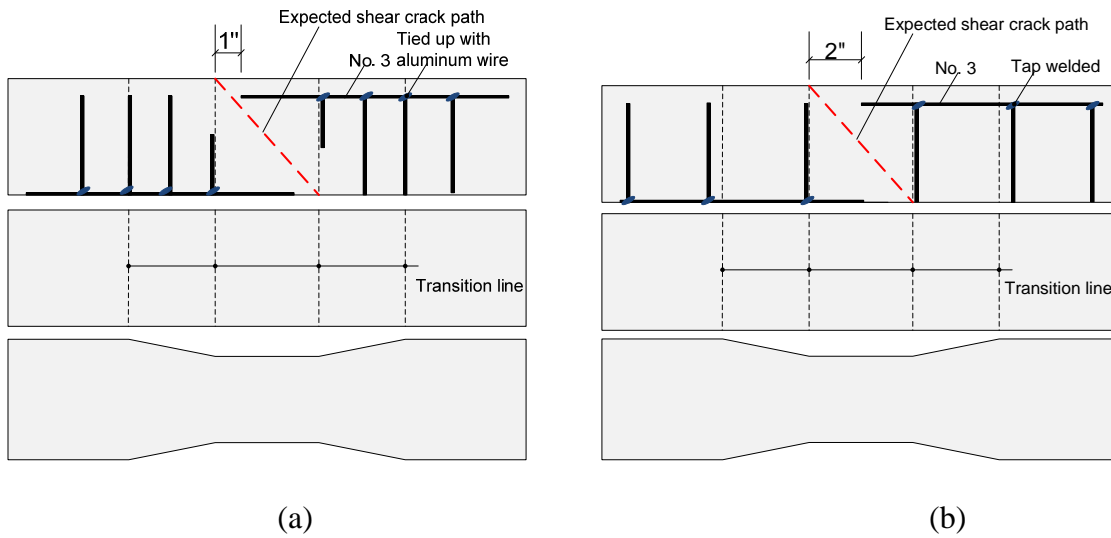 Expected shear crack path
1"
Tied up with
No. 3 aluminum wire
Transition line
(a)
Expected shear crack path
2"
No. 3
Tap welded
Transition line
(b)